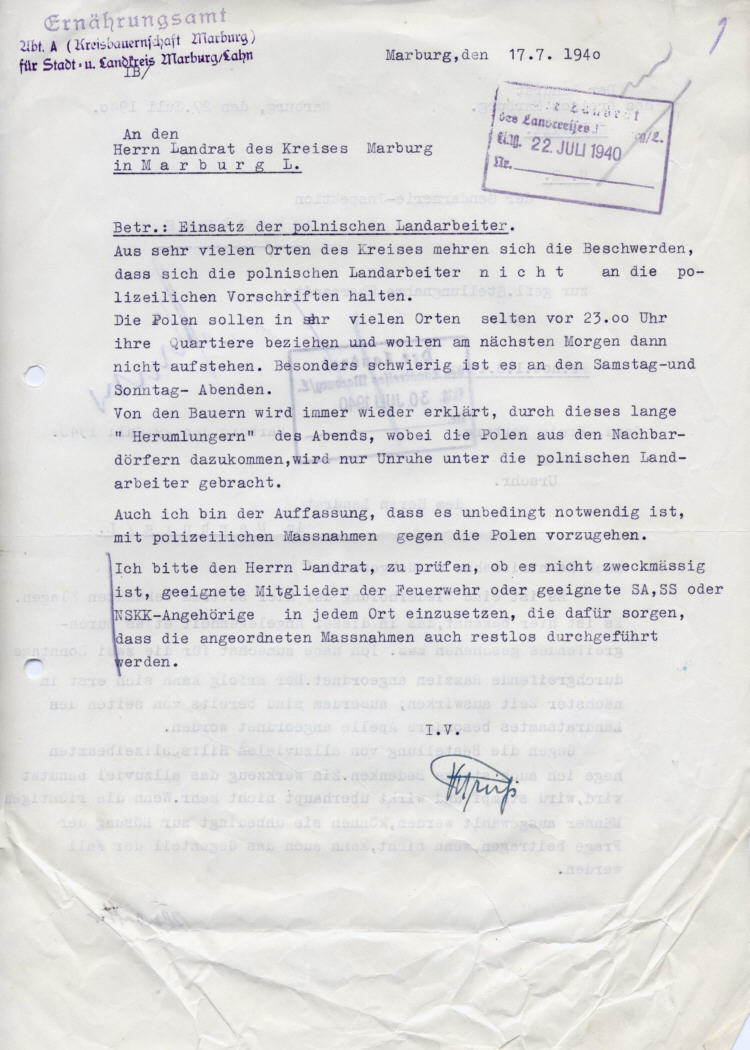 Ernährungsamt
Abt. A (Kreisbauernschaft Marburg)
für Stadt- u. Landkreis Marburg/Lahn
IB/
Marburg,den 17.7. 194o
Landrat
des Landkreises
Eing. 22. JULI 1940
Nr.
An den
Herrn Landrat des Kreises Marburg
in M a r b u r g L.
Betr.: Einsatz der polnischen Landarbeiter.
Aus sehr vielen Orten des Kreises mehren sich die Beschwerden,
dass sich die polnischen Landarbeiter n i c h t an die po-
lizeilichen Vorschriften halten.
Die Polen sollen in sehr vielen Orten selten vor 23.oo Uhr
ihre Quartiere beziehen und wollen am nächsten Morgen dann
nicht aufstehen. Besonders schwierig ist es an den Samstag-und
Sonntag- Abenden.
Von den Bauern wird immer wieder erklärt, durch dieses lange
" Herumlungern" des Abends, wobei die Polen aus den Nachbar-
dörfern dazukommen,wird nur Unruhe unter die polnischen Land-
arbeiter gebracht.
Auch ich bin der Auffassung, dass es unbedingt notwendig ist,
mit polizeilichen Massnahmen gegen die Polen vorzugehen.
Ich bitte den Herrn Landrat, zu prüfen, ob es nicht zweckmässig
ist, geeignete Mitglieder der Feuerwehr oder geeignete SA,SS oder
NSKK-Angehörige in jedem Ort einzusetzen, die dafür sorgen,
dass die angeordneten Massnahmen auch restlos durchgeführt
werden.
I.V.